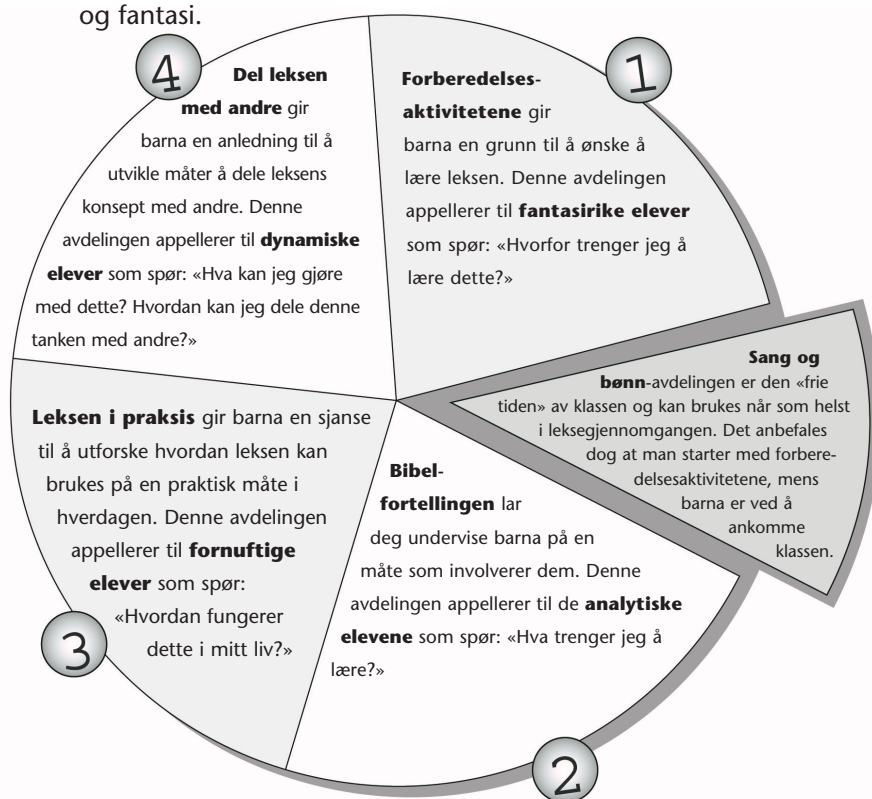 og fantasi.
1
Forberedelses-
aktivitetene gir
barna en grunn til å ønske å
lære leksen. Denne avdelingen
appellerer til fantasirike elever
som spør: «Hvorfor trenger jeg å
lære dette?»
Sang og
bønn-avdelingen er den «frie
tiden» av klassen og kan brukes når som helst
i leksegjennomgangen. Det anbefales
dog at man starter med forbere-
delsesaktivitetene, mens
barna er ved å
ankomme
klassen.
2
Bibel-
fortellingen lar
deg undervise barna på en
måte som involverer dem. Denne
avdelingen appellerer til de analytiske
elevene som spør: «Hva trenger jeg å
lære?»
3
Leksen i praksis gir barna en sjanse
til å utforske hvordan leksen kan
brukes på en praktisk måte i
hverdagen. Denne avdelingen
appellerer til fornuftige
elever som spør:
«Hvordan fungerer
dette i mitt liv?»
4
Del leksen
med andre gir
barna en anledning til å
utvikle måter å dele leksens
konsept med andre. Denne
avdelingen appellerer til dynamiske
elever som spør: «Hva kan jeg gjøre
med dette? Hvordan kan jeg dele denne
tanken med andre?»